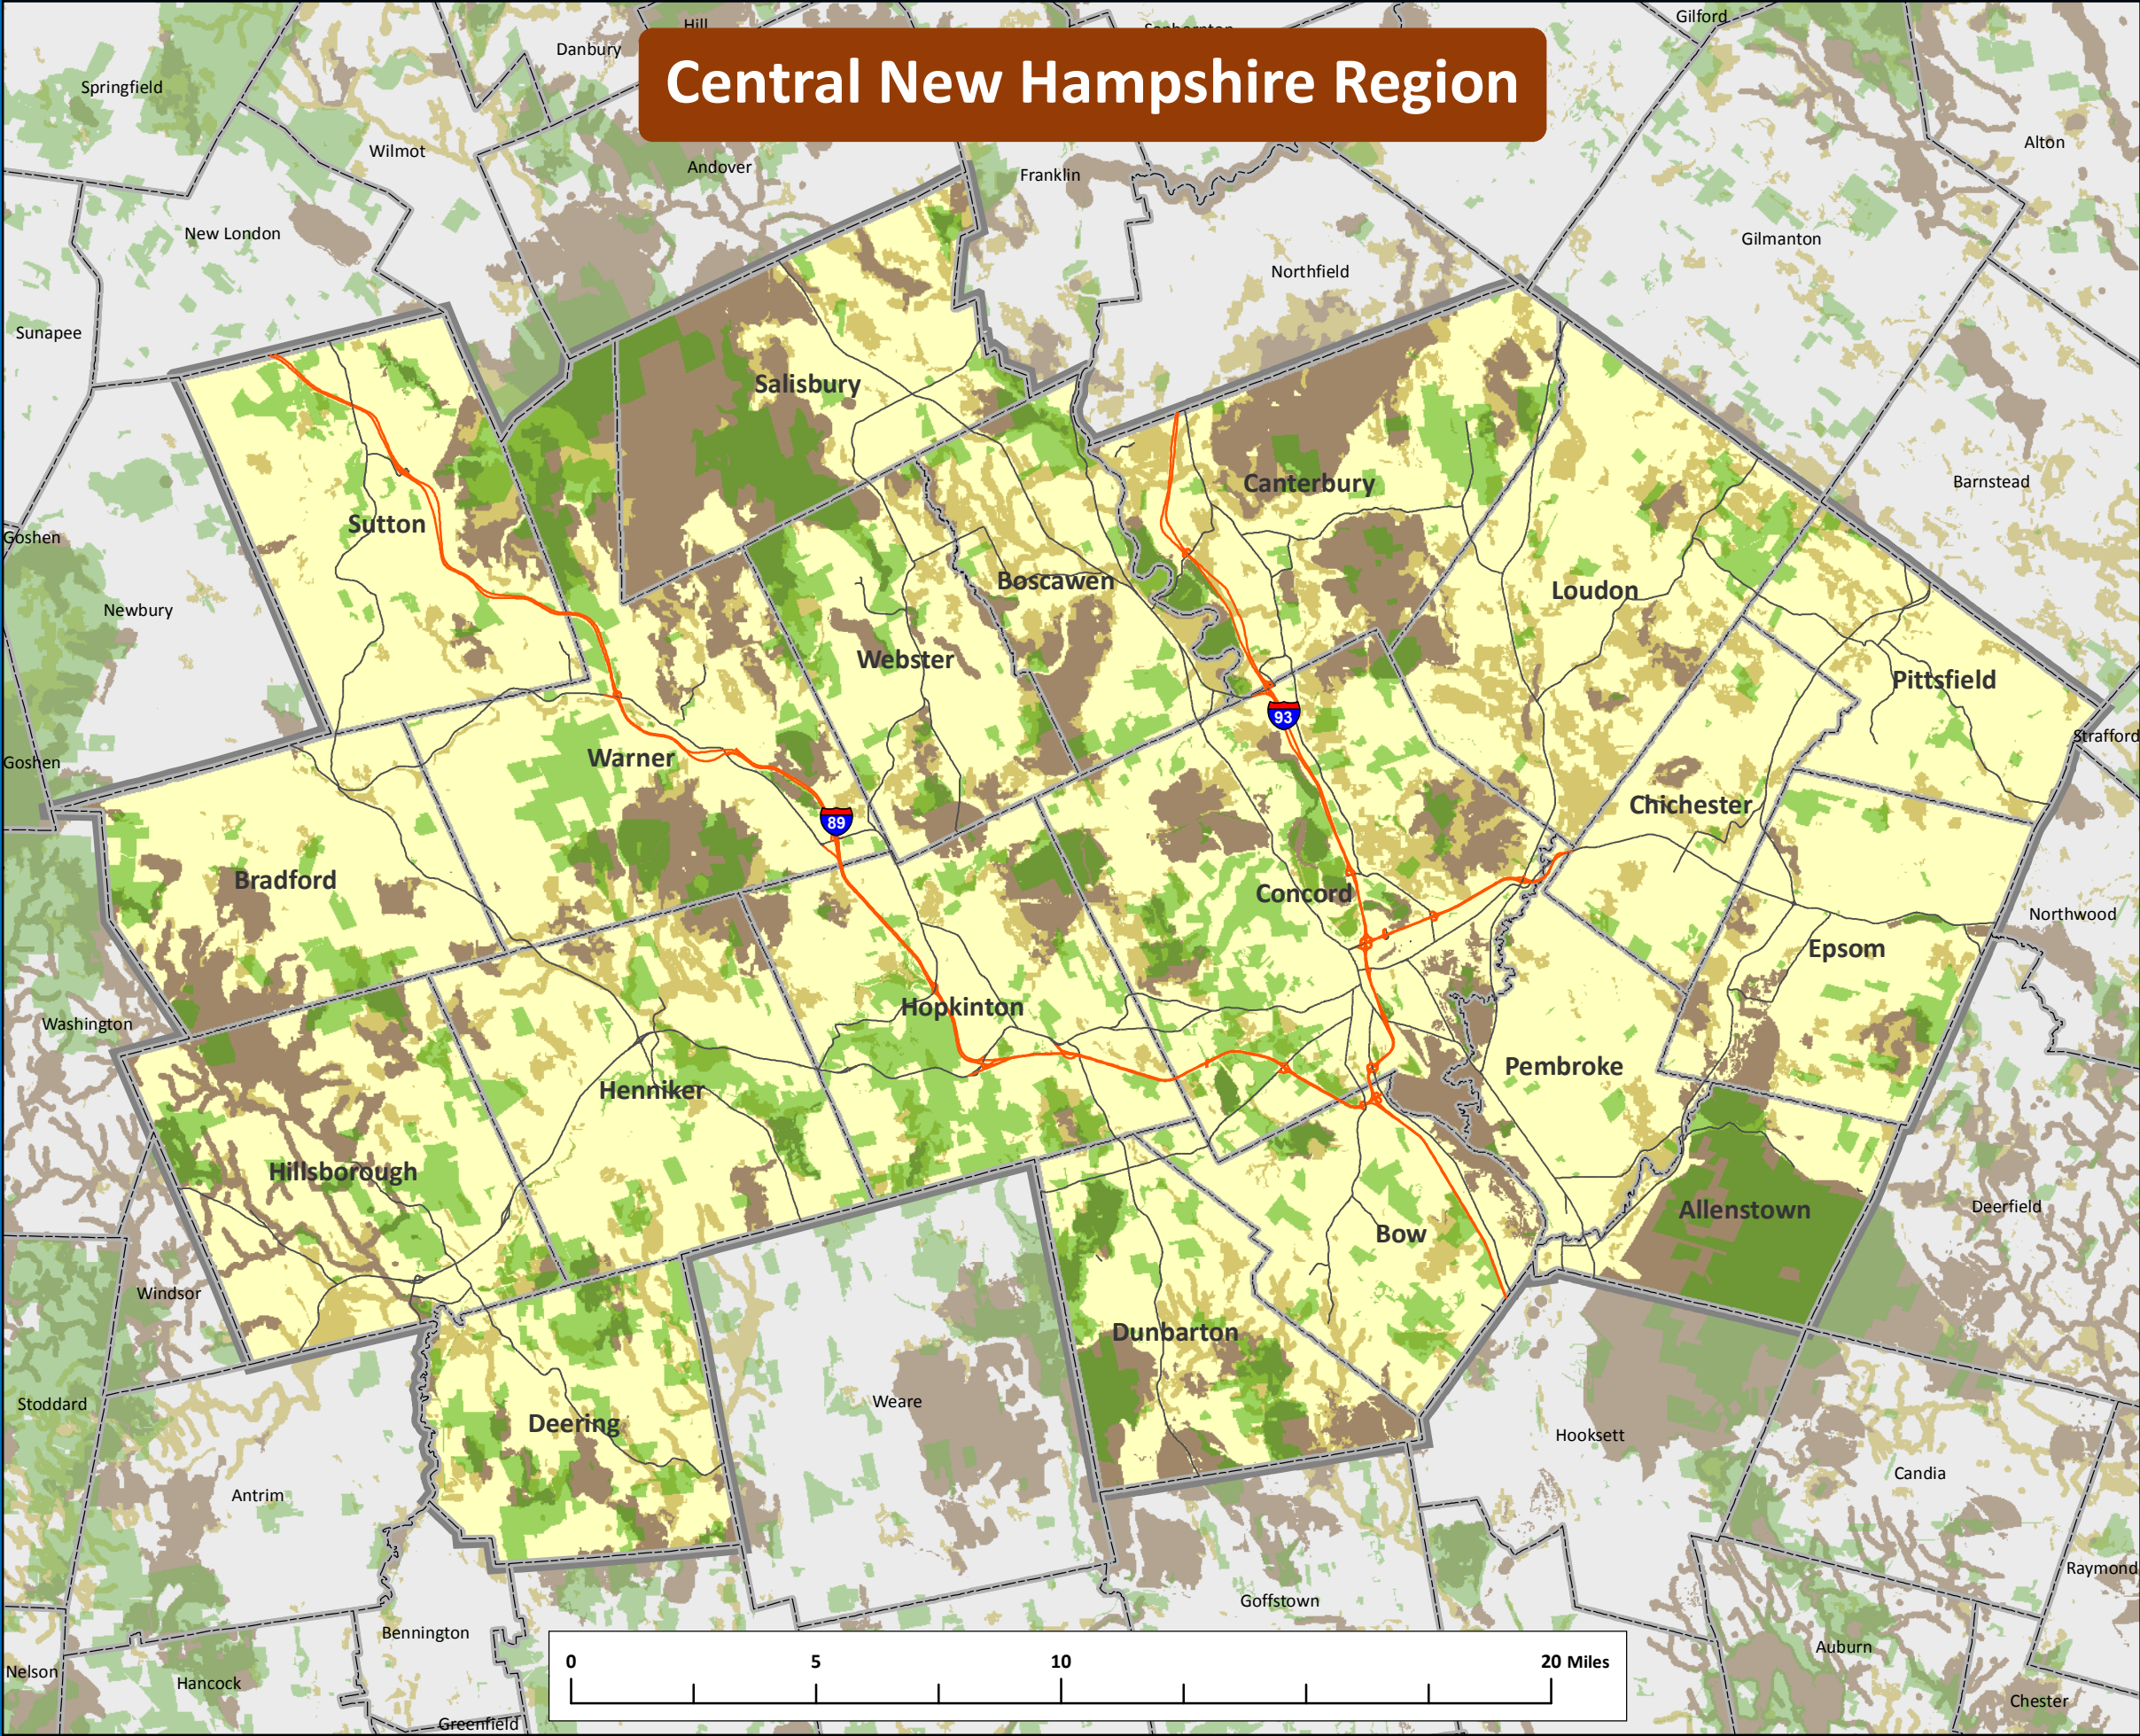 Hill
Sanbornton
Gilford
Danbury
Central New Hampshire Region
Springfield
Alton
Wilmot
Andover
Franklin
New London
Gilmanton
Northfield
Sunapee
Salisbury
Canterbury
Barnstead
Sutton
Goshen
Boscawen
Loudon
Newbury
Webster
Pittsfield
93
Strafford
Warner
Goshen
Chichester
89
Bradford
Concord
Northwood
Epsom
Hopkinton
Washington
Pembroke
Henniker
Hillsborough
Allenstown
Deerfield
Bow
Windsor
Dunbarton
Weare
Stoddard
Deering
Hooksett
Candia
Antrim
Raymond
Goffstown
Bennington
Auburn
0 5 10 20 Miles
Nelson
Hancock
Chester
Greenfield